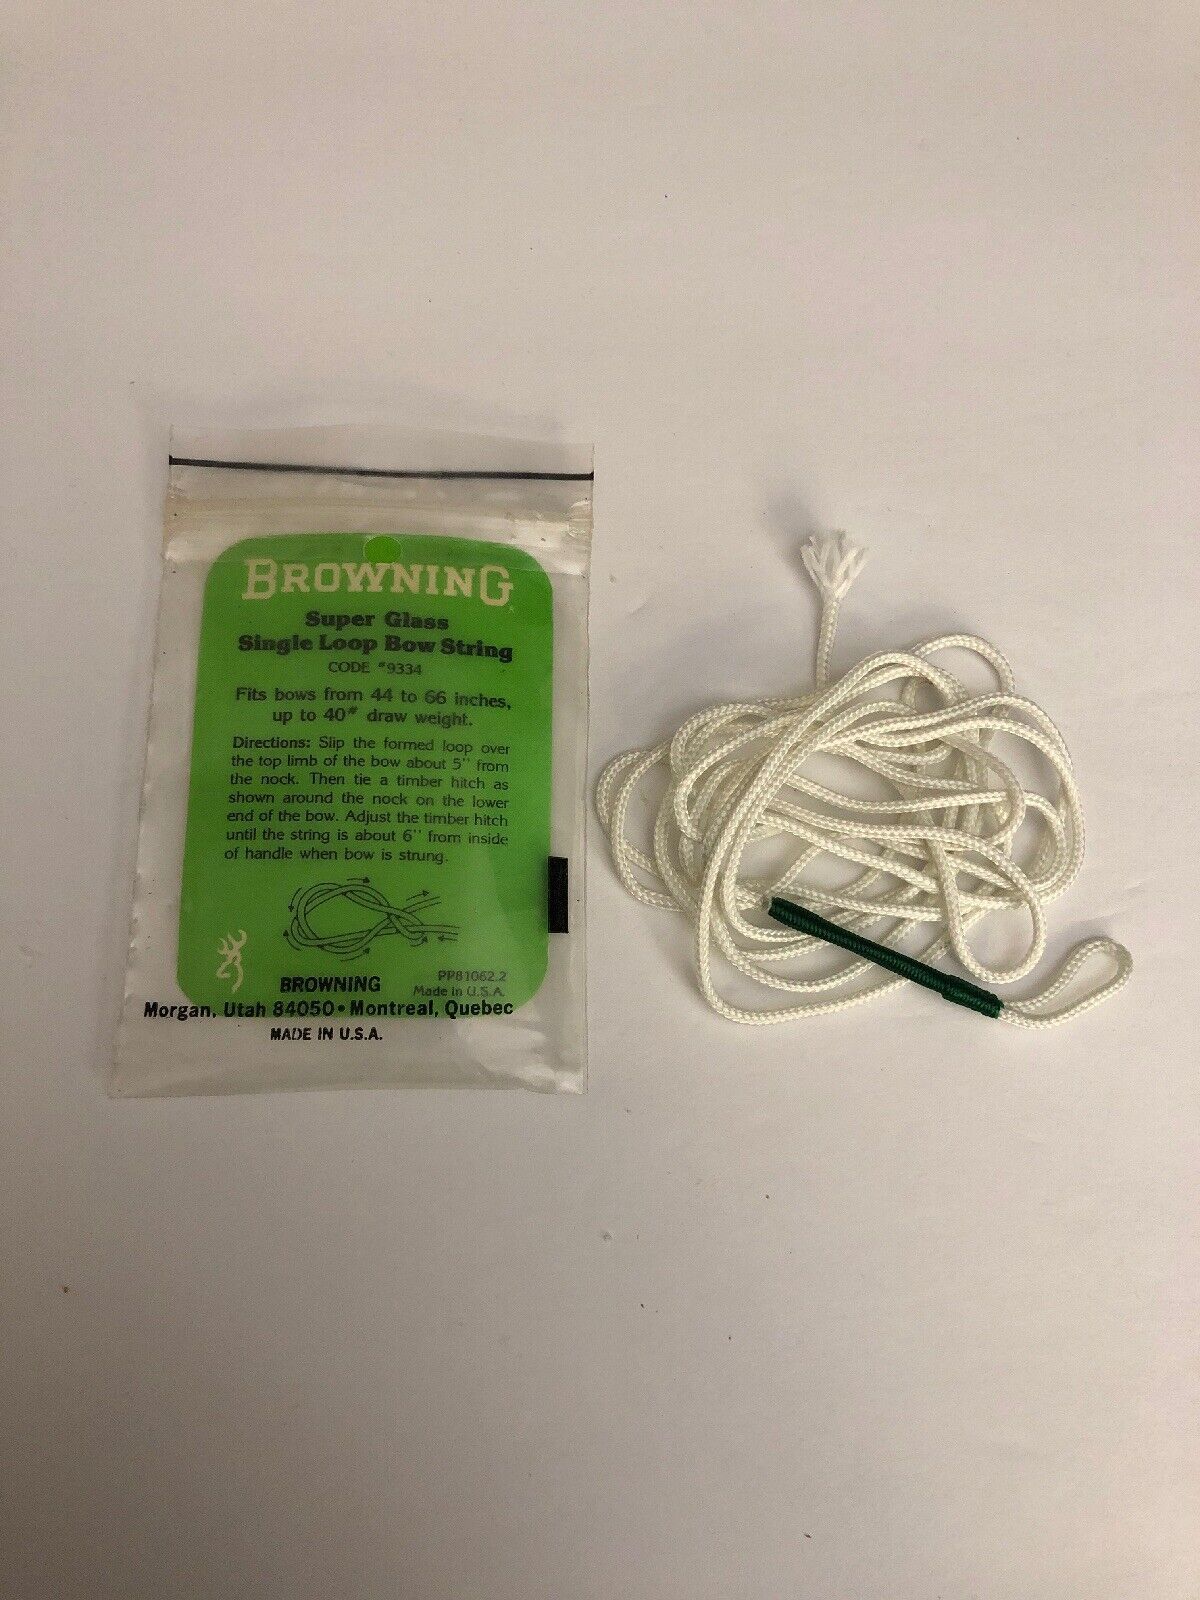 BROWNING
Super Glass
Single Loop Bow String
CODE #9334
Fits bows from 44 to 66 inches,
up to 40# draw weight.
Directions: Slip the formed loop over
the top limb of the bow about 5'' from
the nock. Then tie a timber hitch as
shown around the nock on the lower
end of the bow. Adjust the timber hitch
until the string is about 6'' from inside
of handle when bow is strung.
PP81062.2
Made in U.S.A.
BROWNING
Morgan, Utah 84050 • Montreal, Quebec
MADE IN U.S.A.